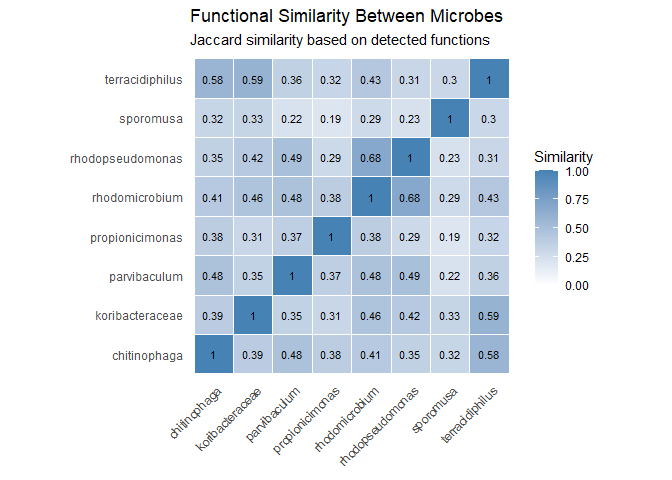 Functional Similarity Between Microbes
Jaccard similarity based on detected functions
terracidiphilus 0.58 0.59 0.36 0.32 0.43 0.31 0.3 1
sporomusa 0.32 0.33 0.22 0.19 0.29 0.23 1 0.3
rhodopseudomonas 0.35 0.42 0.49 0.29 0.68 1 0.23 0.31
rhodomicrobium 0.41 0.46 0.48 0.38 1 0.68 0.29 0.43
propionicimonas 0.38 0.31 0.37 1 0.38 0.29 0.19 0.32
parvibaculum 0.48 0.35 1 0.37 0.48 0.49 0.22 0.36
koribacteraceae 0.39 1 0.35 0.31 0.46 0.42 0.33 0.59
chitinophaga 1 0.39 0.48 0.38 0.41 0.35 0.32 0.58
chitinophaga
koribacteraceae
parvibaculum
propionicimonas
rhodomicrobium
rhodopseudomonas
sporomusa
terracidiphilus
Similarity
1.00
0.75
0.50
0.25
0.00